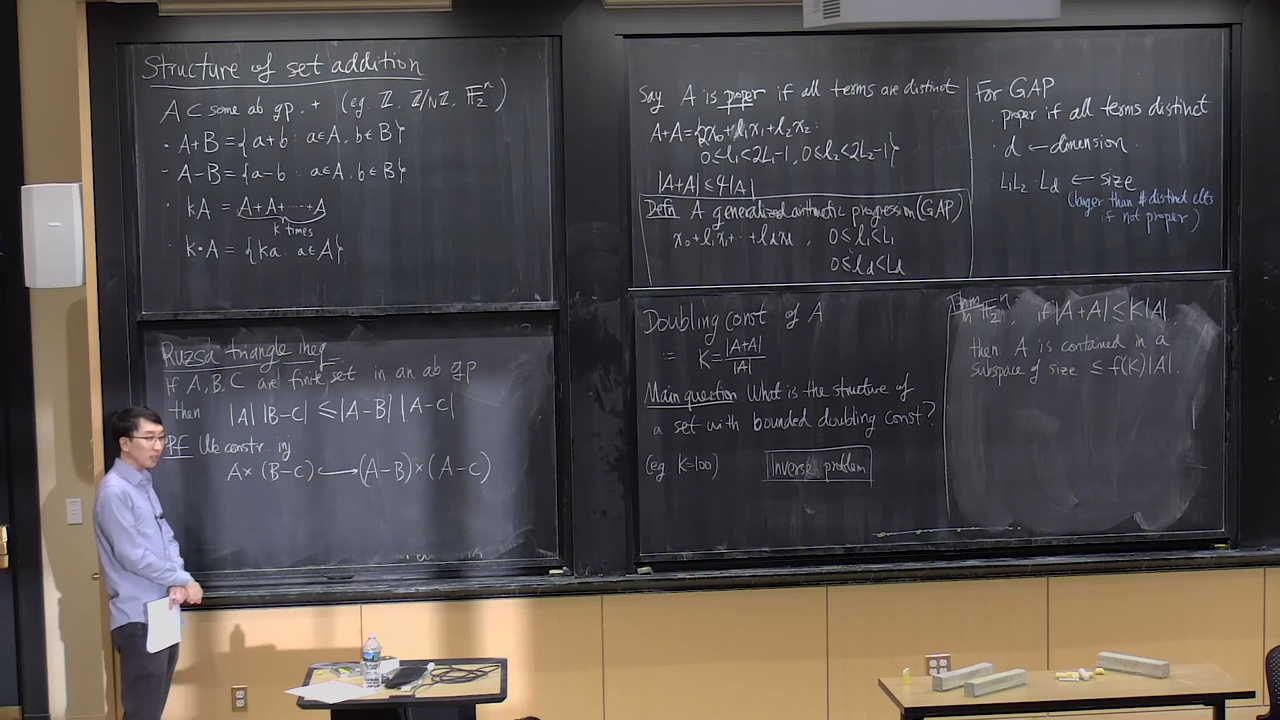 Structure of set addition
A ⊂ some ab gp. + (eg. ℤ, ℤ/Nℤ, 𝔽₂ⁿ)
· A+B = {a+b : a∈A, b∈B}
· A−B = {a−b : a∈A, b∈B}
· kA = A+A+⋯+A
k times
· k·A = {ka : a∈A}
Ruzsa triangle ineq
If A, B, C are finite set in an ab gp
then |A| |B−C| ≤ |A−B| |A−C|
Pf We constr. inj
A × (B−C) ⟶ (A−B) × (A−C)
Say A is proper if all terms are distinct
A+A = {2x₀+l₁x₁+l₂x₂ :
0≤l₁<2L₁−1, 0≤l₂<2L₂−1}
|A+A| ≤ 4|A|
Defn A generalized arithmetic progression (GAP)
x₀+l₁x₁+⋯+l_dx_d , 0≤l₁<L₁
0≤l_d<L_d
For GAP
· proper if all terms distinct
· d ← dimension
· L₁L₂⋯L_d ← size
(larger than # distinct elts
if not proper)
Doubling const of A
:= K = |A+A|/|A|
Main question. What is the structure of
a set with bounded doubling const?
(eg. K=100) Inverse problem
Thm In 𝔽₂ⁿ, if |A+A| ≤ K|A|,
then A is contained in a
subspace of size ≤ f(K)|A|.